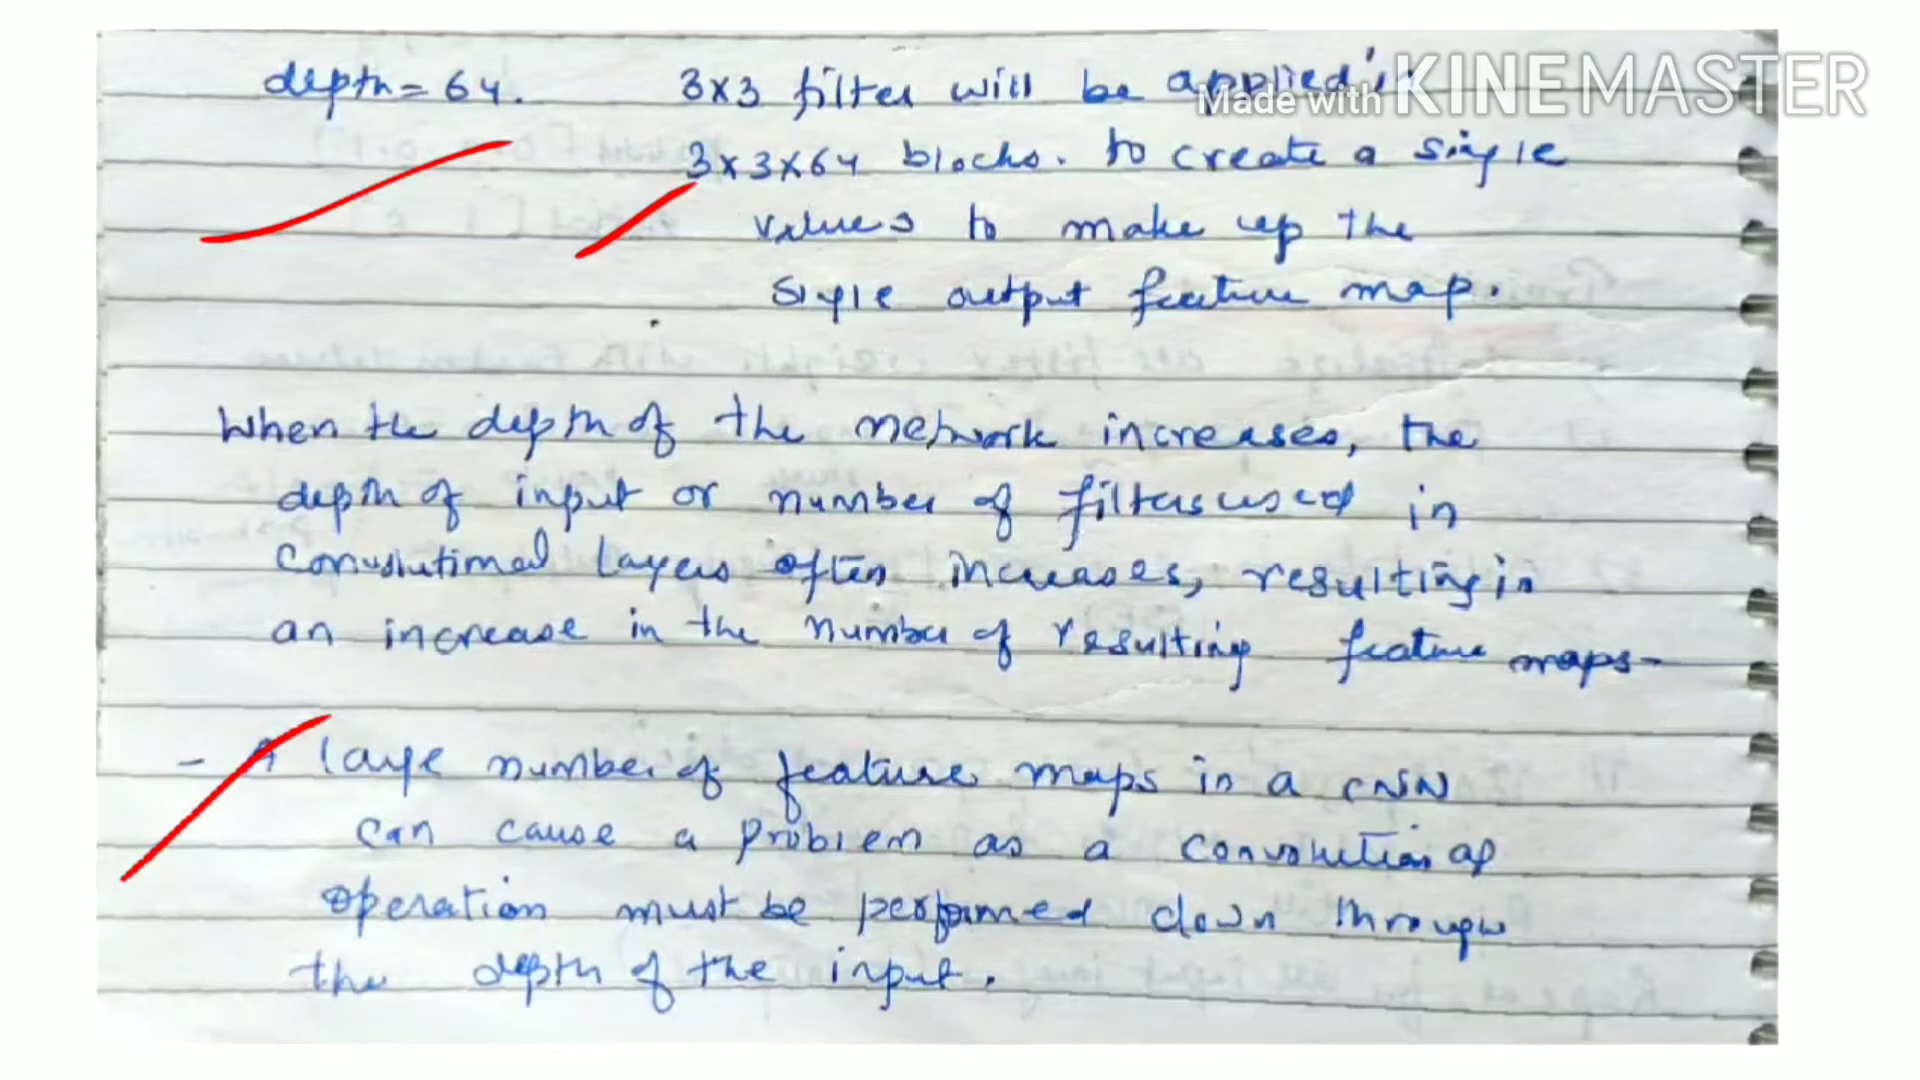 depth = 64. 3x3 filter will be applied in
Made with KINEMASTER
3x3x64 blocks. to create a single
values to make up the
single output feature map.
When the depth of the network increases, the
depth of input or number of filters used in
Convolutional Layers often increases, resulting in
an increase in the number of resulting feature maps-
- A large number of feature maps in a CNN
can cause a problem as a convolution op
operation must be performed down through
the depth of the input.